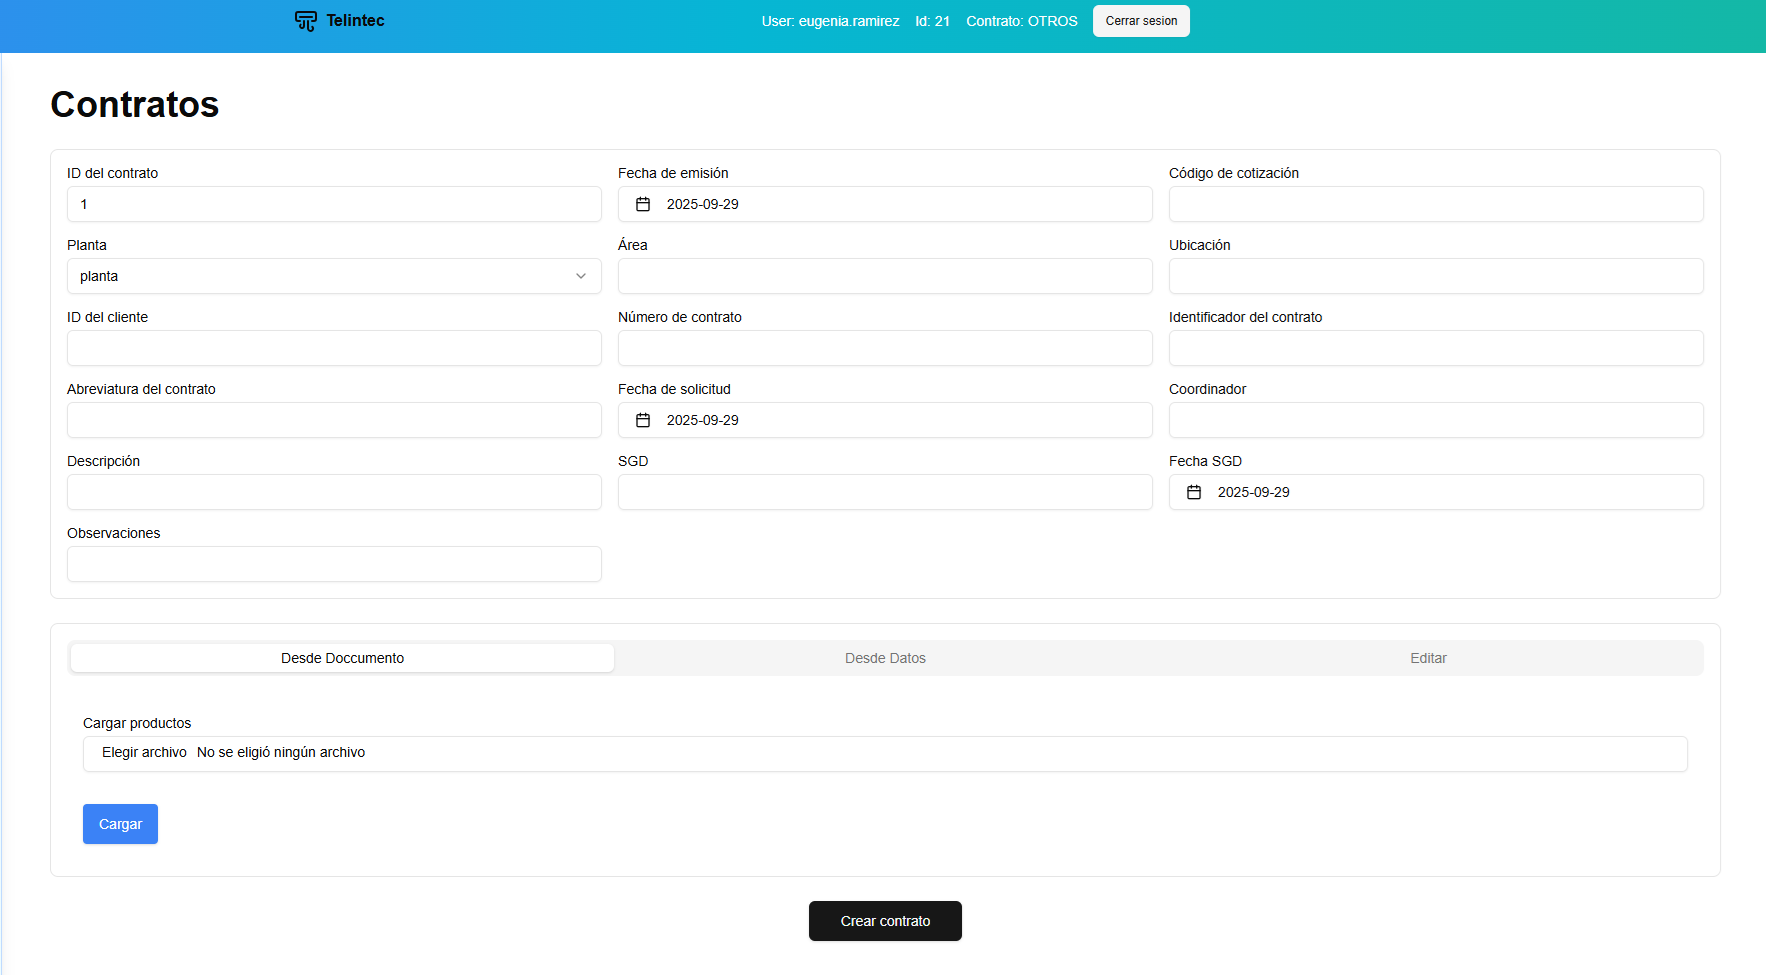 Telintec
User: eugenia.ramirez Id: 21 Contrato: OTROS Cerrar sesion
Contratos
ID del contrato Fecha de emisión Código de cotización
1 2025-09-29
Planta Área Ubicación
planta
ID del cliente Número de contrato Identificador del contrato
Abreviatura del contrato Fecha de solicitud Coordinador
2025-09-29
Descripción SGD Fecha SGD
2025-09-29
Observaciones
Desde Doccumento Desde Datos Editar
Cargar productos
Elegir archivo No se eligió ningún archivo
Cargar
Crear contrato